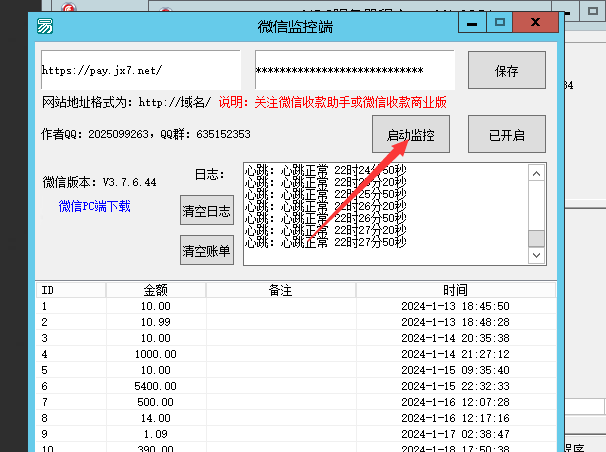 微信监控端
https://pay.jx7.net/
****************************
保存
34
网站地址格式为：http://域名/ 说明：关注微信收款助手或微信收款商业版
作者QQ：2025099263，QQ群：635152353
启动监控
已开启
微信版本：V3.7.6.44
微信PC端下载
日志：
清空日志
清空账单
心跳：心跳正常 22时24分50秒
心跳：心跳正常 22时25分20秒
心跳：心跳正常 22时25分50秒
心跳：心跳正常 22时26分20秒
心跳：心跳正常 22时26分50秒
心跳：心跳正常 22时27分20秒
心跳：心跳正常 22时27分50秒
ID 金额 备注 时间
1 10.00 2024-1-13 18:45:50
2 10.99 2024-1-13 18:48:28
3 10.00 2024-1-14 20:35:38
4 1000.00 2024-1-14 21:27:12
5 10.00 2024-1-15 09:35:40
6 5400.00 2024-1-15 22:32:33
7 500.00 2024-1-16 12:07:28
8 14.00 2024-1-16 12:17:16
9 1.09 2024-1-17 02:38:47
10 390.00 2024-1-18 17:50:38
程序